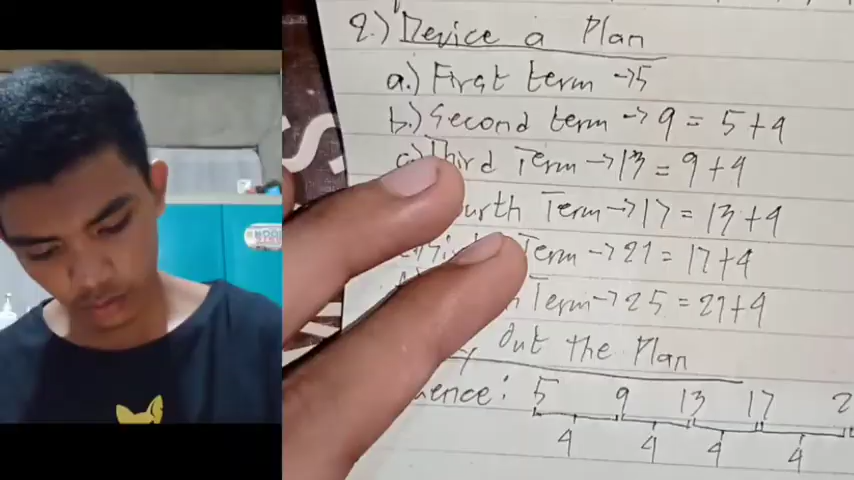 2.) Device a Plan
a.) First term → 5
b.) Second term → 9 = 5+4
c.) Third Term → 13 = 9+4
Term → 17 = 13+4
Term → 21 = 17+4
Term → 25 = 21+4
out The Plan
5 9 13 17
4 4 4 4